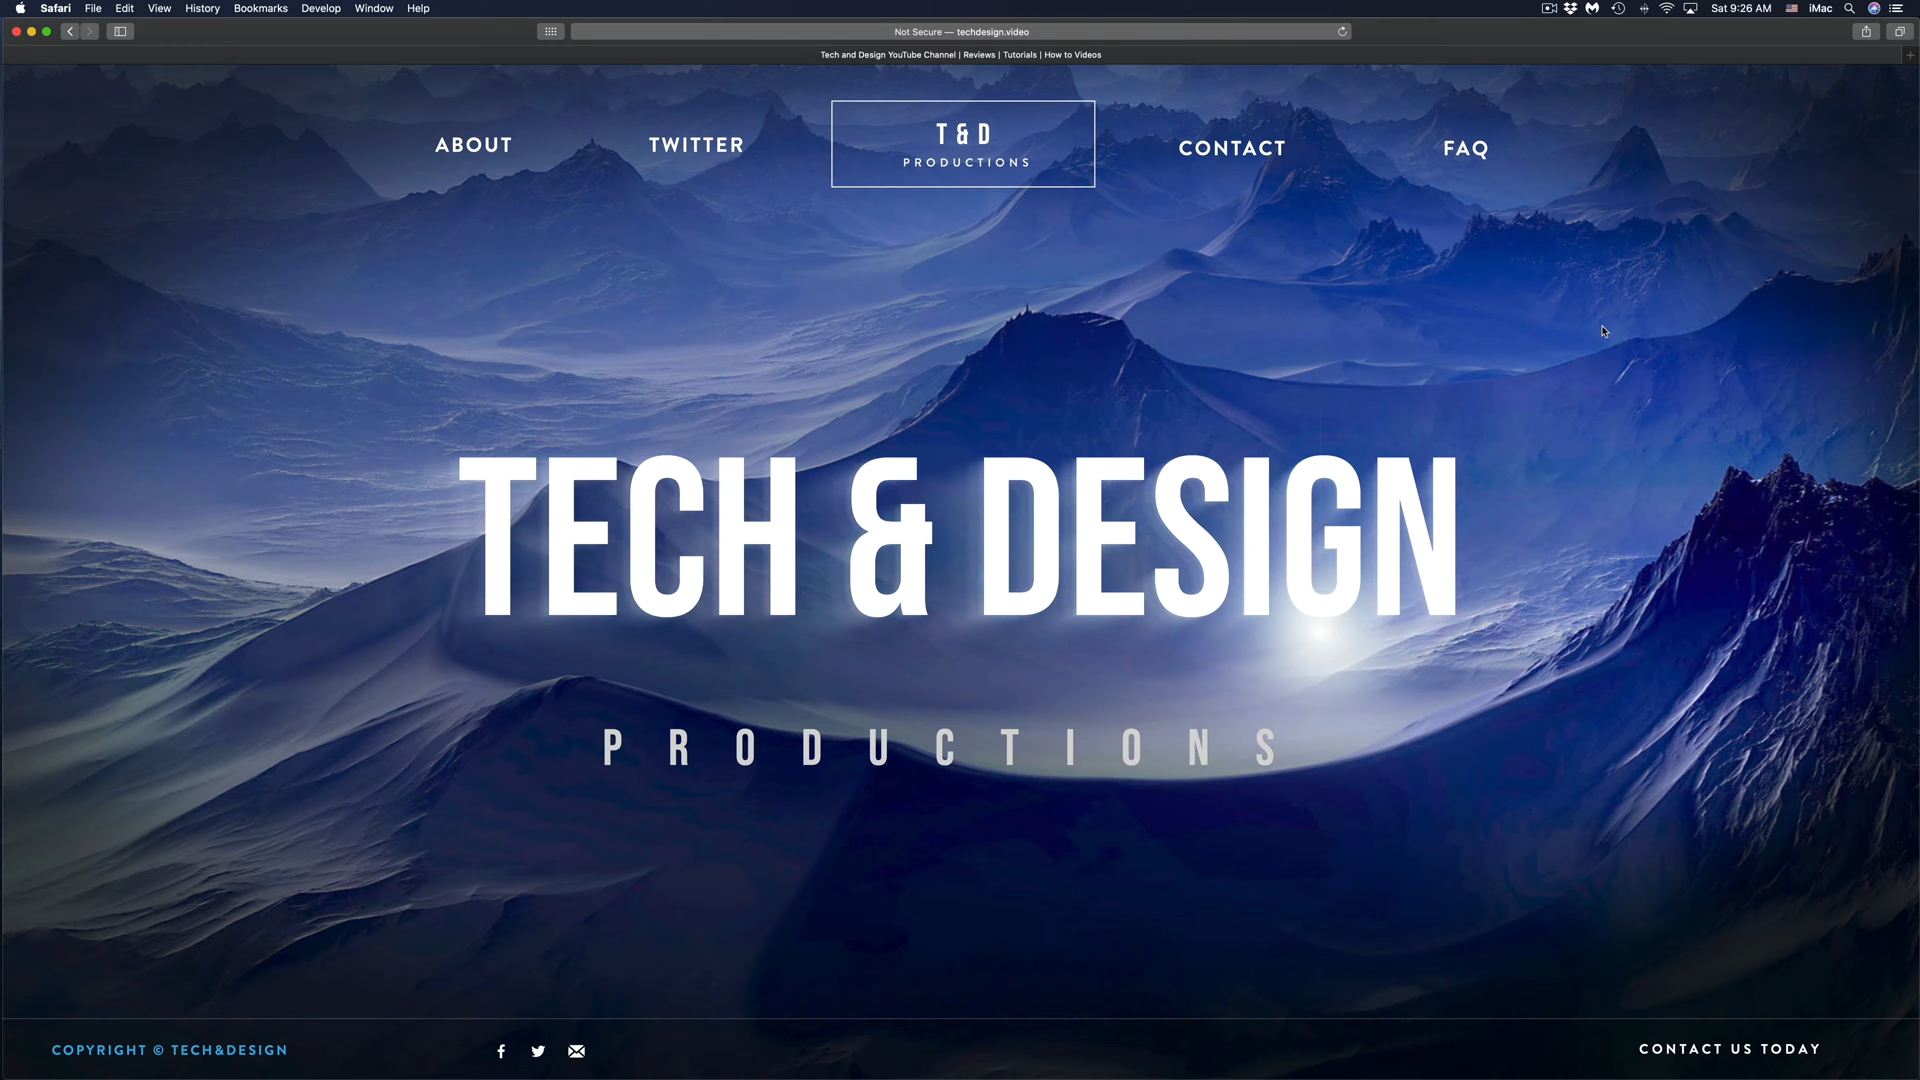 Safari File Edit View History Bookmarks Develop Window Help Sat 9:26 AM iMac
Not Secure — techdesign.video
Tech and Design YouTube Channel | Reviews | Tutorials | How to Videos
ABOUT TWITTER T & D CONTACT FAQ
PRODUCTIONS
TECH & DESIGN
PRODUCTIONS
COPYRIGHT © TECH&DESIGN CONTACT US TODAY